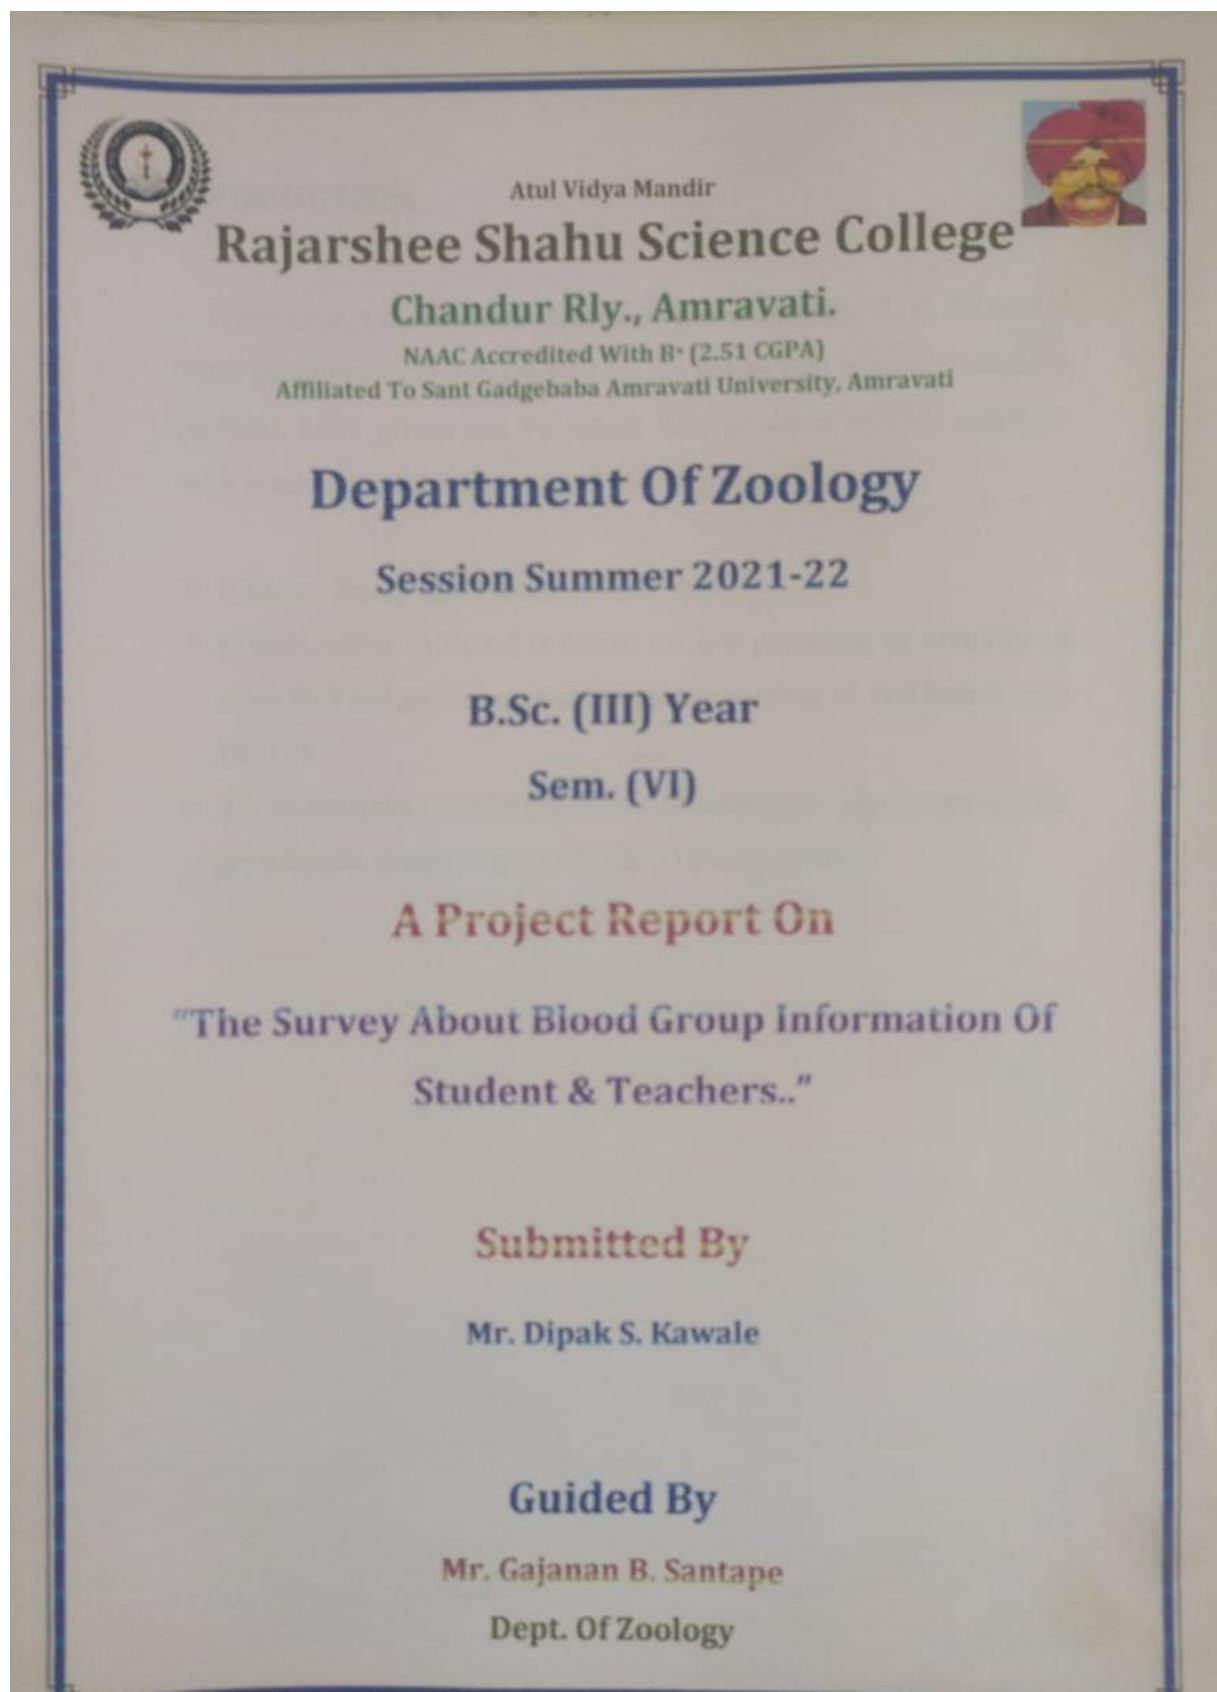 Atul Vidya Mandir
Rajarshee Shahu Science College
Chandur Rly., Amravati.
NAAC Accredited With B+ (2.51 CGPA)
Affiliated To Sant Gadgebaba Amravati University, Amravati
Department Of Zoology
Session Summer 2021-22
B.Sc. (III) Year
Sem. (VI)
A Project Report On
"The Survey About Blood Group Information Of
Student & Teachers.."
Submitted By
Mr. Dipak S. Kawale
Guided By
Mr. Gajanan B. Santape
Dept. Of Zoology